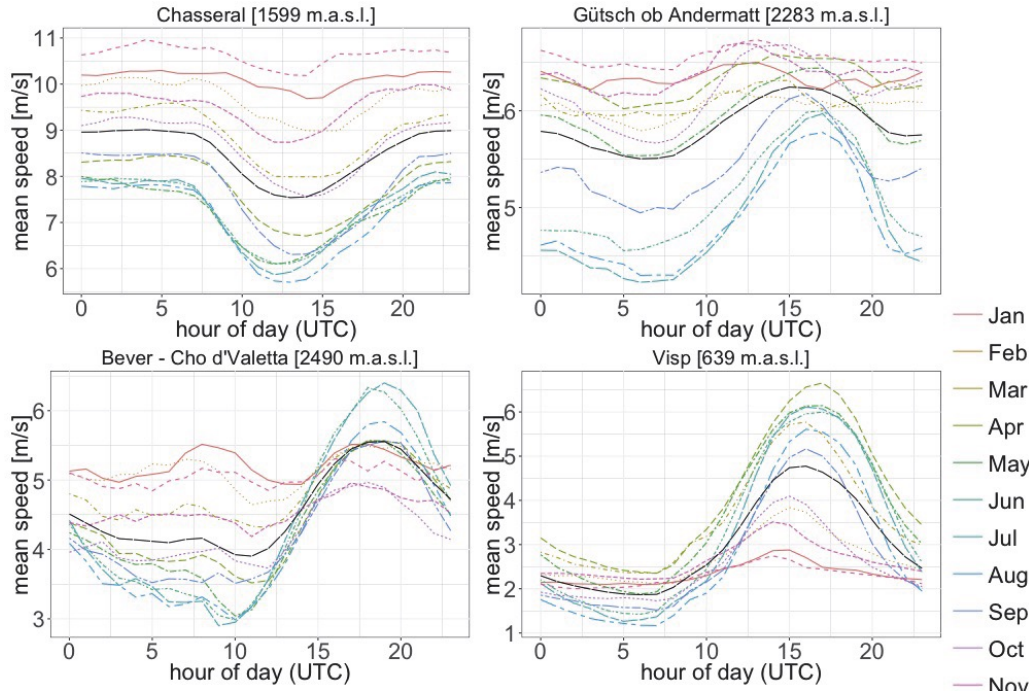 Chasseral [1599 m.a.s.l.]
mean speed [m/s]
11
10
9
8
7
6
0 5 10 15 20
hour of day (UTC)
Gütsch ob Andermatt [2283 m.a.s.l.]
mean speed [m/s]
6
5
0 5 10 15 20
hour of day (UTC)
Bever - Cho d'Valetta [2490 m.a.s.l.]
mean speed [m/s]
6
5
4
3
0 5 10 15 20
hour of day (UTC)
Visp [639 m.a.s.l.]
mean speed [m/s]
6
5
4
3
2
1
0 5 10 15 20
hour of day (UTC)
Jan
Feb
Mar
Apr
May
Jun
Jul
Aug
Sep
Oct
Nov